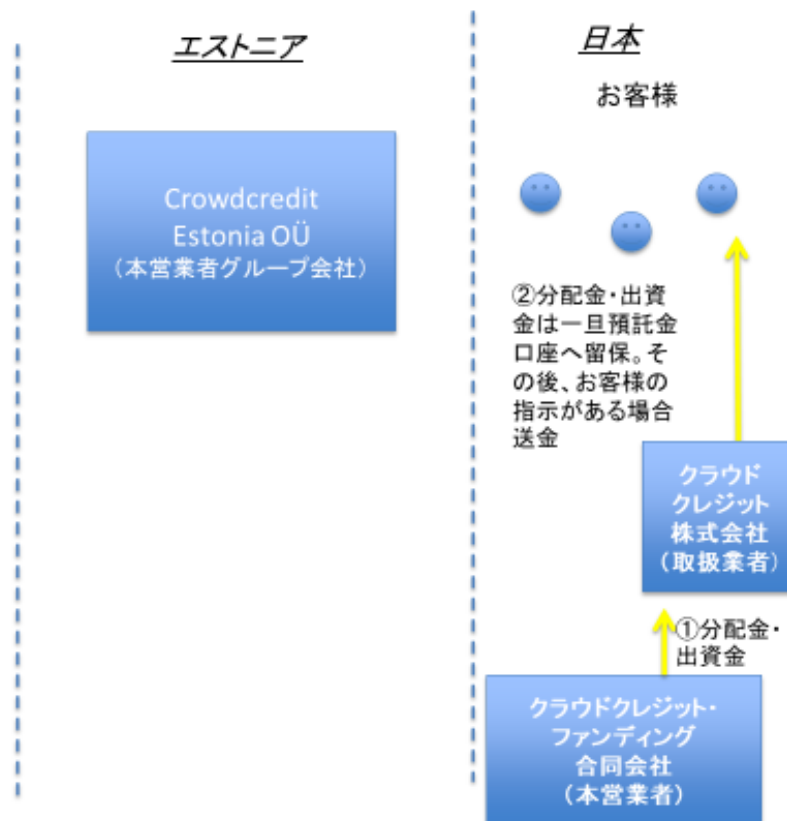 エストニア
Crowdcredit
Estonia OÜ
（本営業者グループ会社）
日本
お客様
②分配金・出資
金は一旦預託金
口座へ留保。そ
の後、お客様の
指示がある場合
送金
クラウド
クレジット
株式会社
（取扱業者）
①分配金・
出資金
クラウドクレジット・
ファンディング
合同会社
（本営業者）